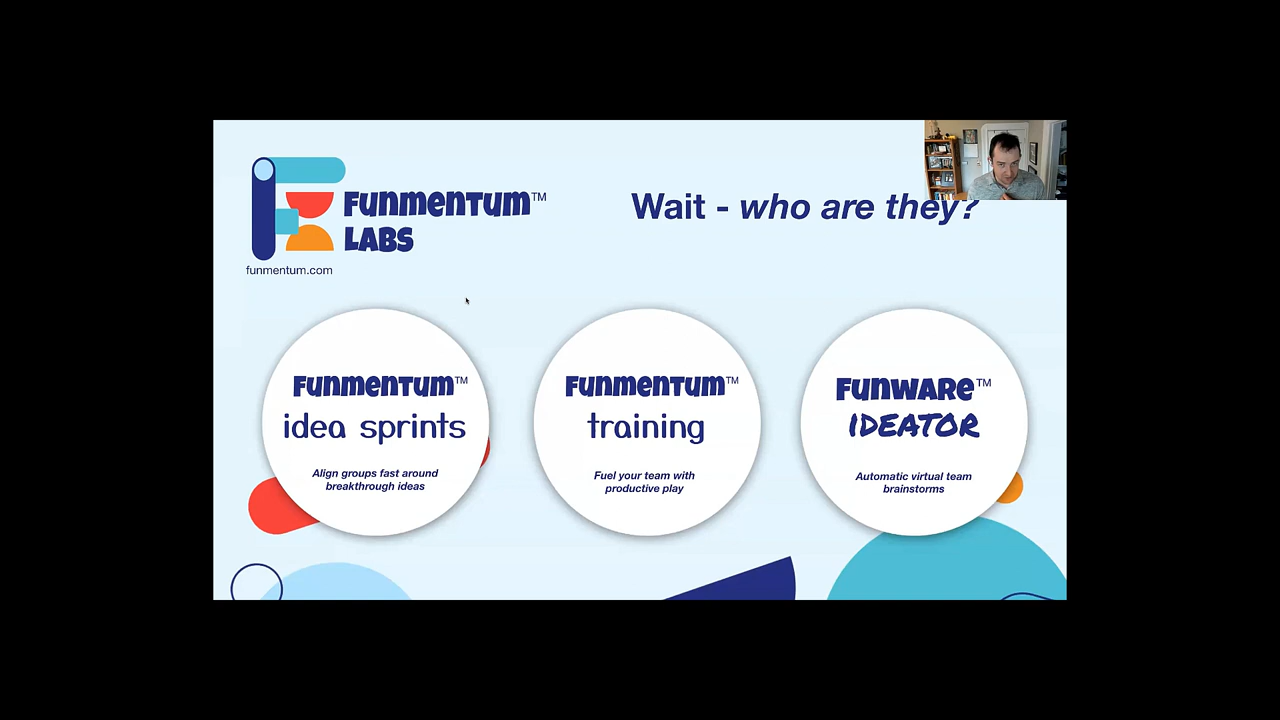 Funmentum™
LABS
funmentum.com
Wait - who are they?
Funmentum™
idea sprints
Align groups fast around
breakthrough ideas
Funmentum™
training
Fuel your team with
productive play
Funware™
IDEATOR
Automatic virtual team
brainstorms